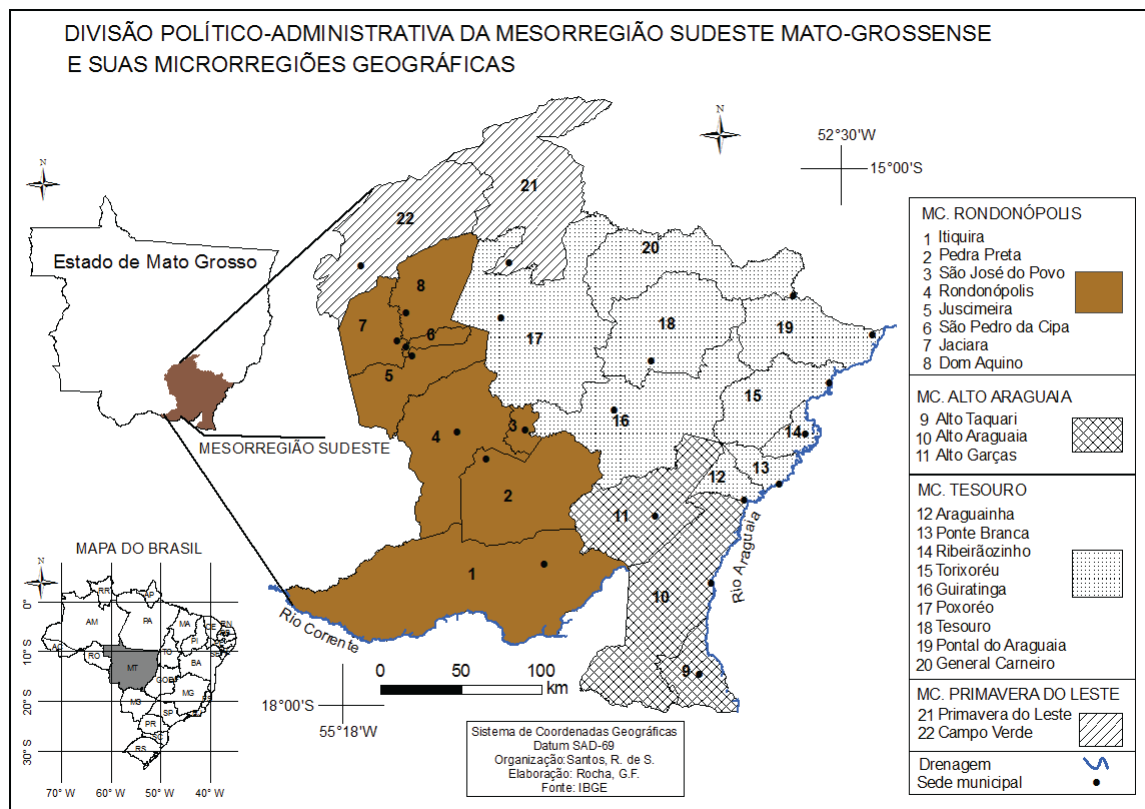 DIVISÃO POLÍTICO-ADMINISTRATIVA DA MESORREGIÃO SUDESTE MATO-GROSSENSE
E SUAS MICRORREGIÕES GEOGRÁFICAS
N
N
52°30'W
15°00'S
Estado de Mato Grosso
MESORREGIÃO SUDESTE
21
22
20
8
7
6
5
17
18
19
15
16
14
13
12
4
3
2
11
1
10
9
Rio Corrente
Rio Araguaia
0 50 100
km
18°00'S
55°18'W
MC. RONDONÓPOLIS
1 Itiquira
2 Pedra Preta
3 São José do Povo
4 Rondonópolis
5 Juscimeira
6 São Pedro da Cipa
7 Jaciara
8 Dom Aquino
MC. ALTO ARAGUAIA
9 Alto Taquari
10 Alto Araguaia
11 Alto Garças
MC. TESOURO
12 Araguainha
13 Ponte Branca
14 Ribeirãozinho
15 Torixoréu
16 Guiratinga
17 Poxoréo
18 Tesouro
19 Pontal do Araguaia
20 General Carneiro
MC. PRIMAVERA DO LESTE
21 Primavera do Leste
22 Campo Verde
Drenagem
Sede municipal
MAPA DO BRASIL
N
RR
AP
0°
AM
PA
MA
CE
RN
PI
10° S
AC
RO
MT
TO
BA
GO
20° S
MG
MG
SP
PR
SC
30° S
RS
70° W
60° W
50° W
40° W
Sistema de Coordenadas Geográficas
Datum SAD-69
Organização:Santos, R. de S.
Elaboração: Rocha, G.F.
Fonte: IBGE